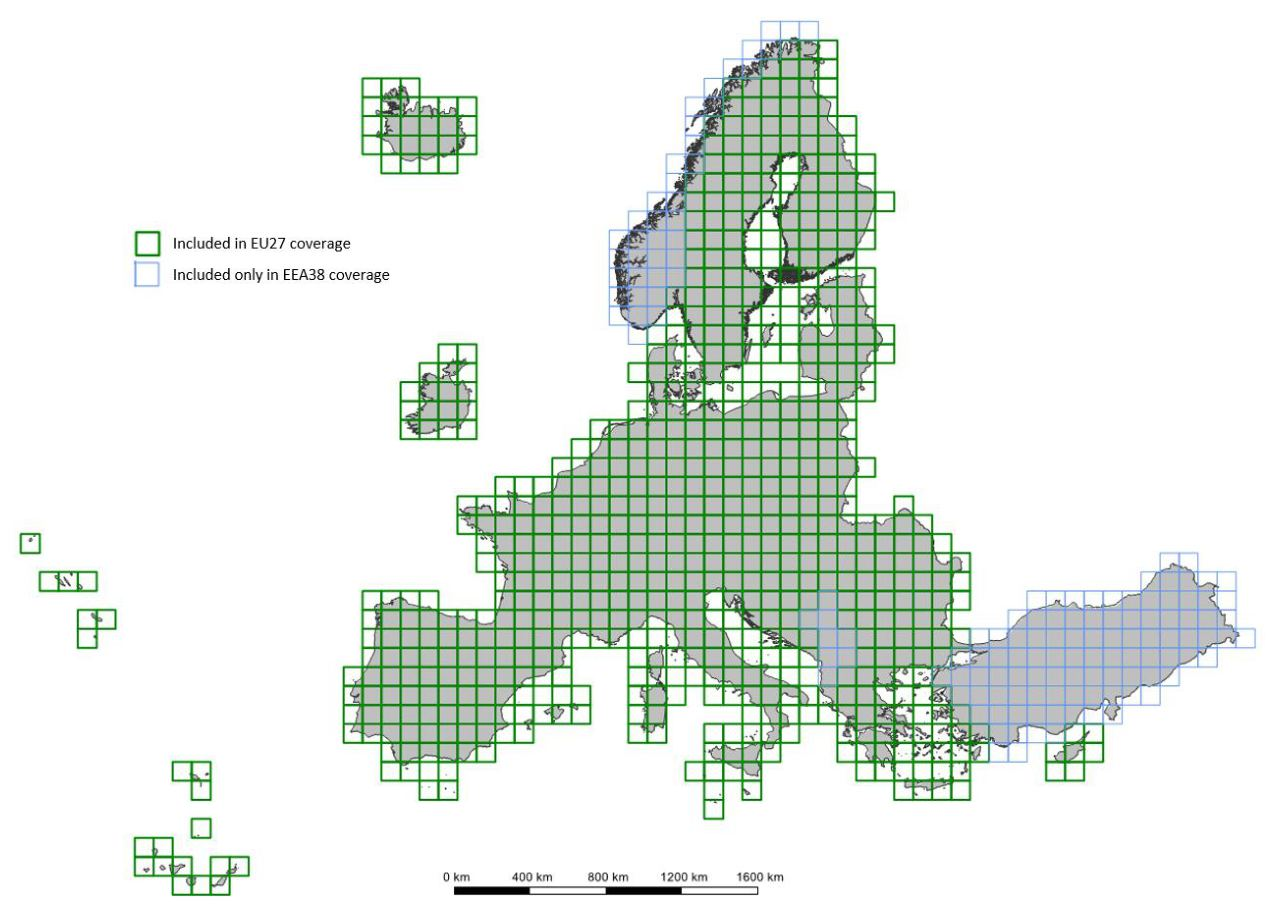 Included in EU27 coverage
Included only in EEA38 coverage
0 km 400 km 800 km 1200 km 1600 km